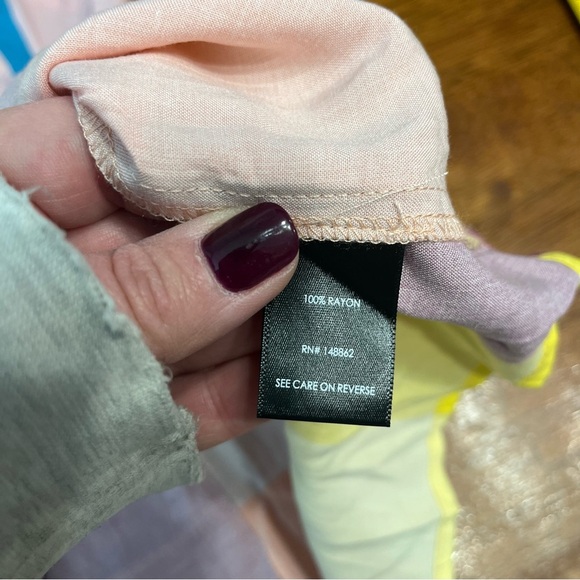 100% RAYON
RN# 148862
SEE CARE ON REVERSE